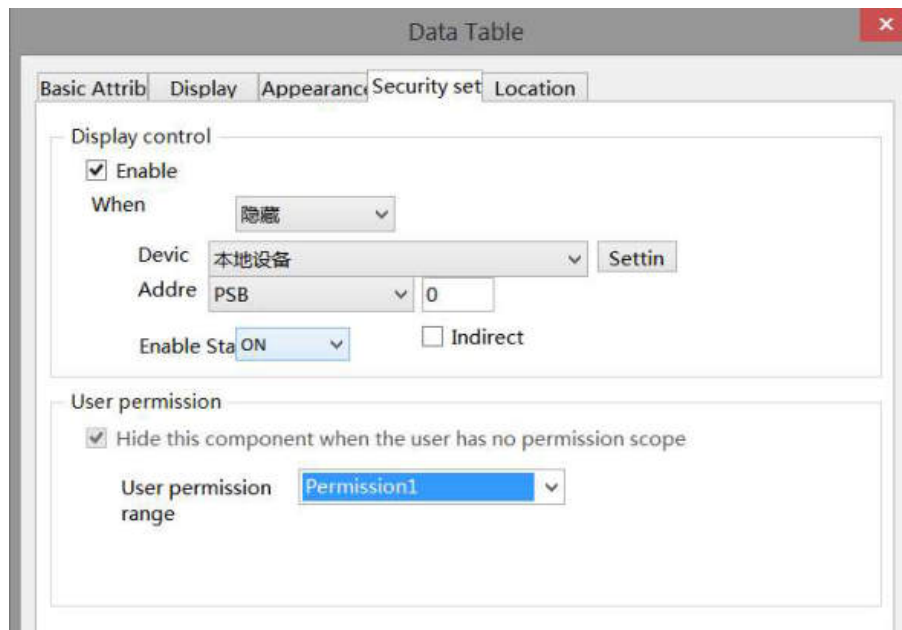 Data Table
Basic Attrib Display Appearanc Security set Location
Display control
Enable
When 隐藏
Devic 本地设备 Settin
Addre PSB 0
Enable Sta ON Indirect
User permission
Hide this component when the user has no permission scope
User permission Permission1
range